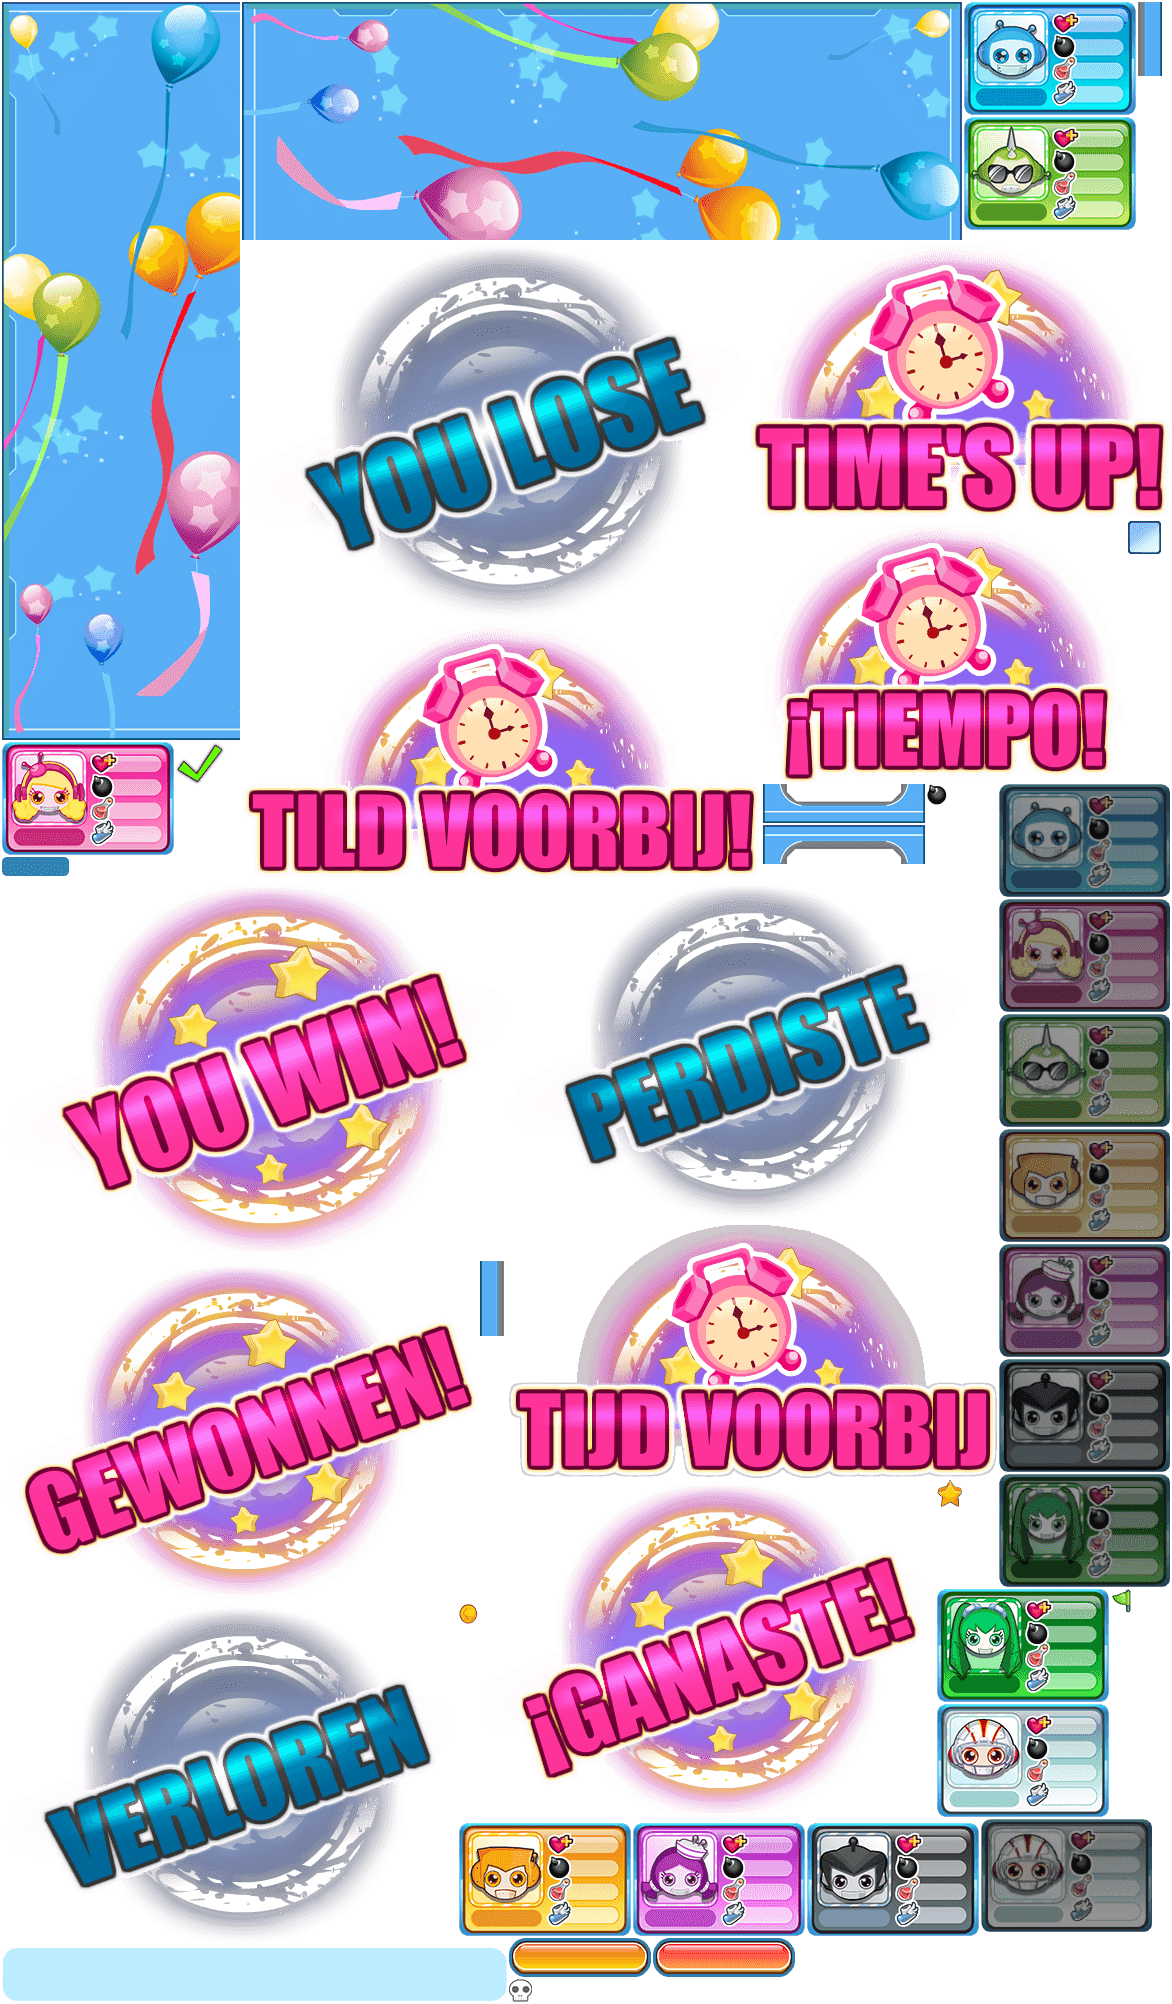 YOU LOSE
TIME'S UP!
¡TIEMPO!
TILD VOORBIJ!
YOU WIN!
PERDISTE
GEWONNEN!
TIJD VOORBIJ
¡GANASTE!
VERLOREN